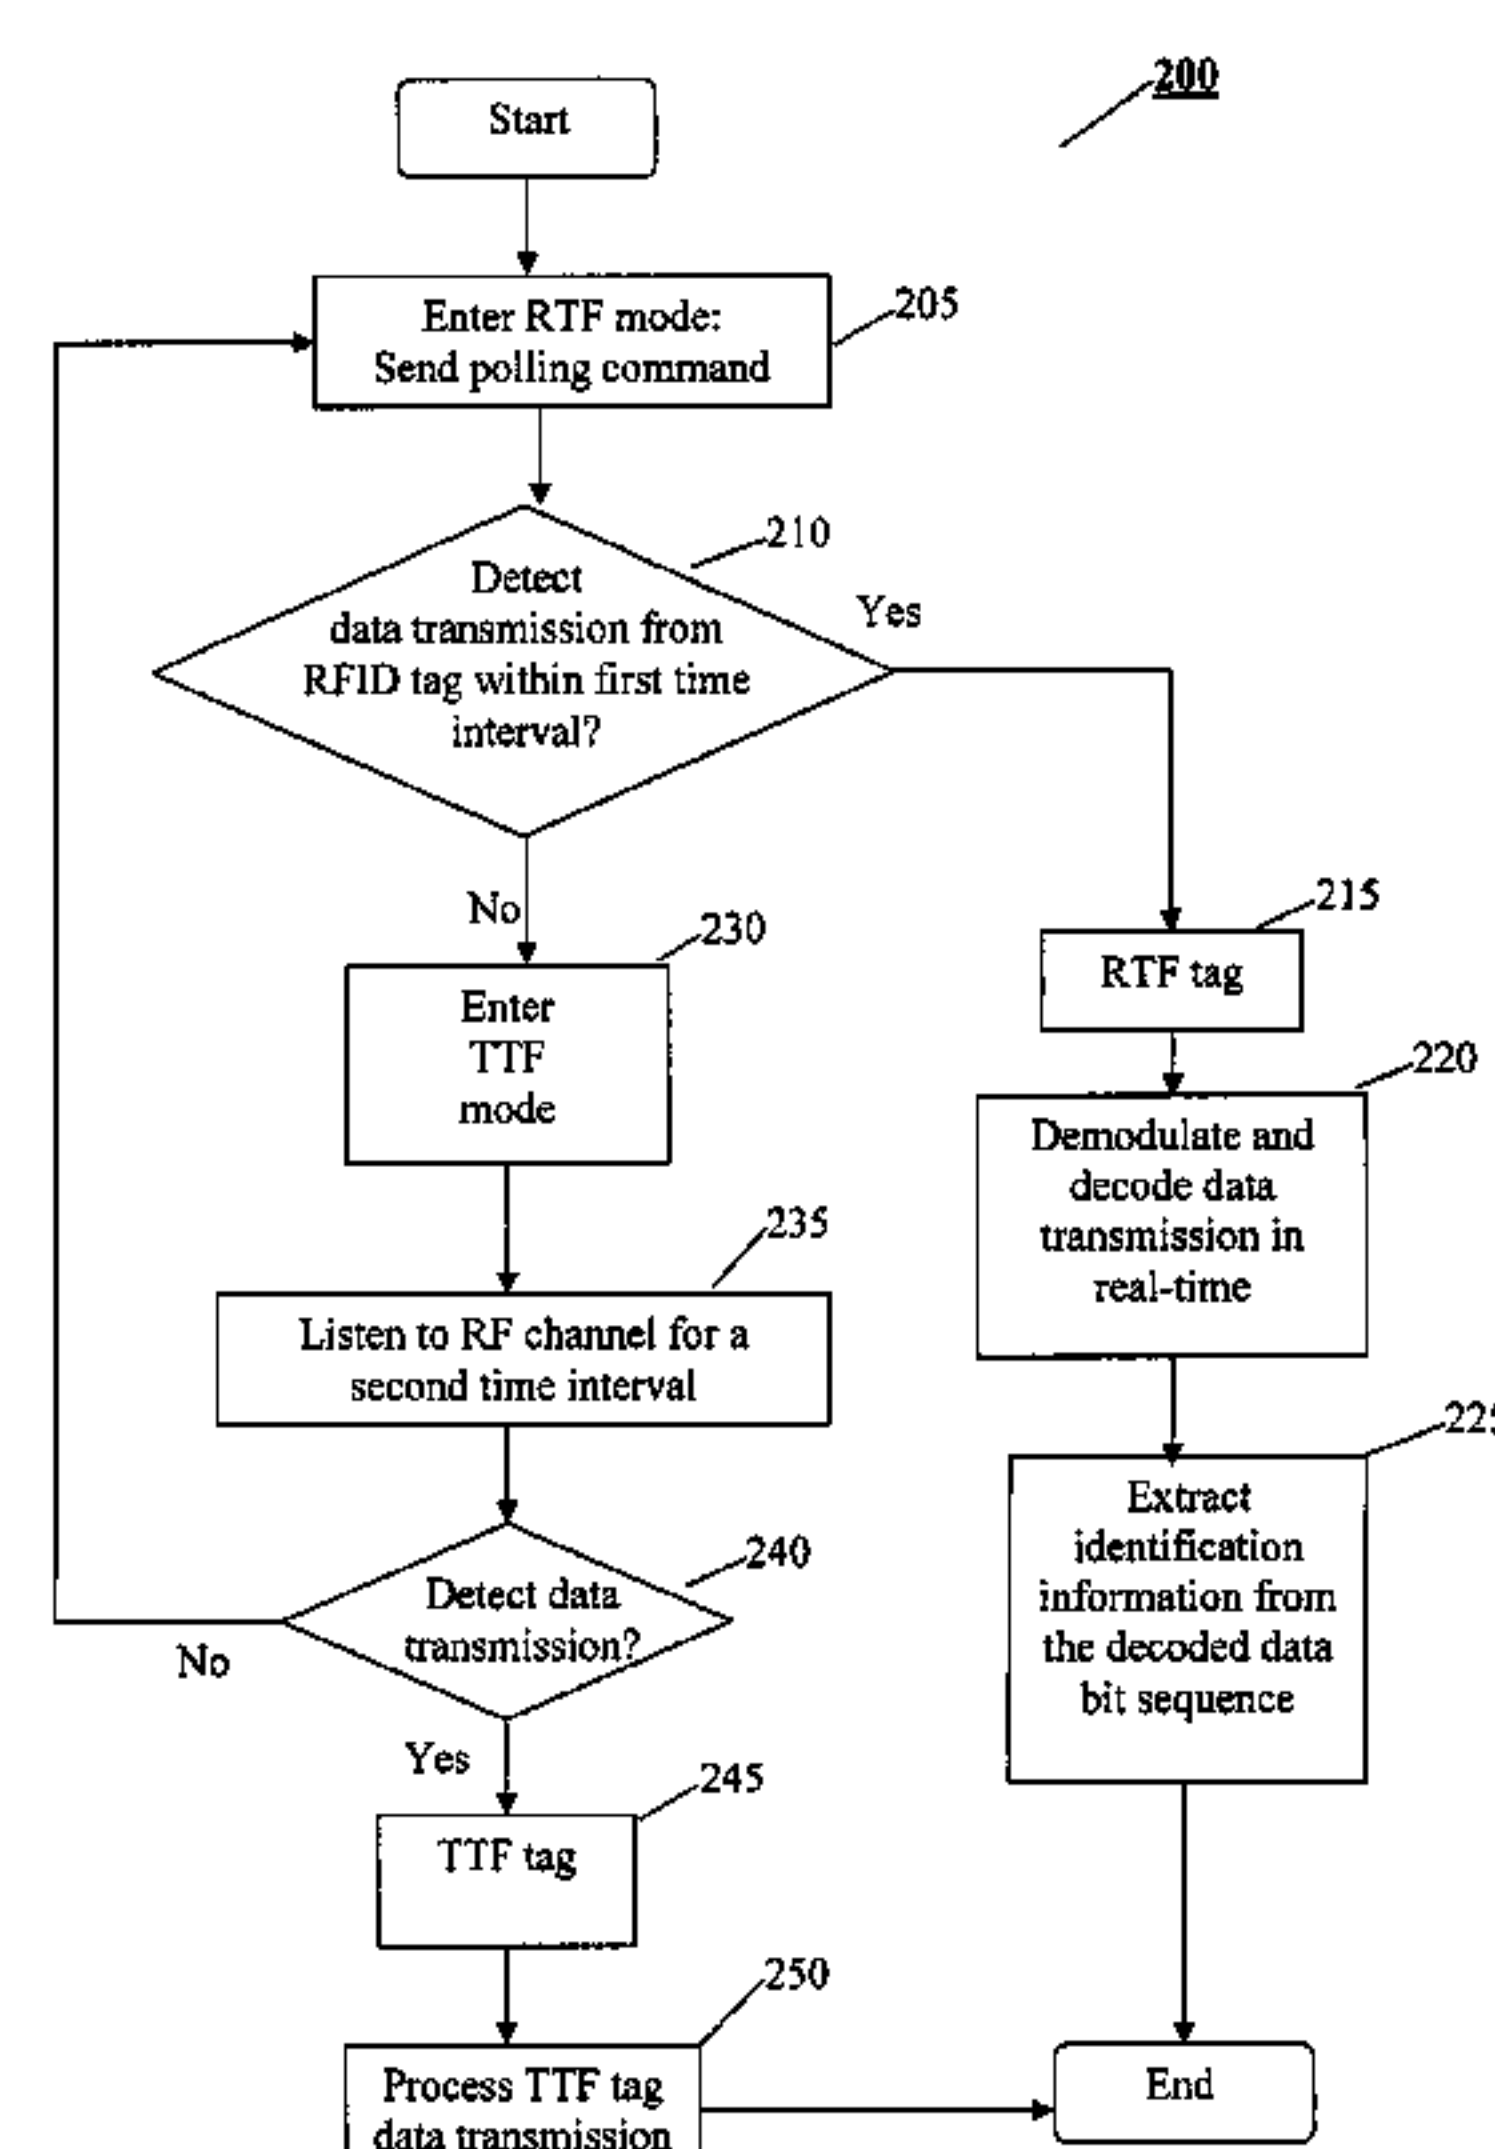 200
Start
Enter RTF mode:
Send polling command
205
210
Detect
data transmission from
RFID tag within first time
interval?
Yes
No
215
RTF tag
230
Enter
TTF
mode
220
Demodulate and
decode data
transmission in
real-time
235
Listen to RF channel for a
second time interval
225
Extract
identification
information from
the decoded data
bit sequence
240
Detect data
transmission?
No
Yes
245
TTF tag
250
Process TTF tag
data transmission
End